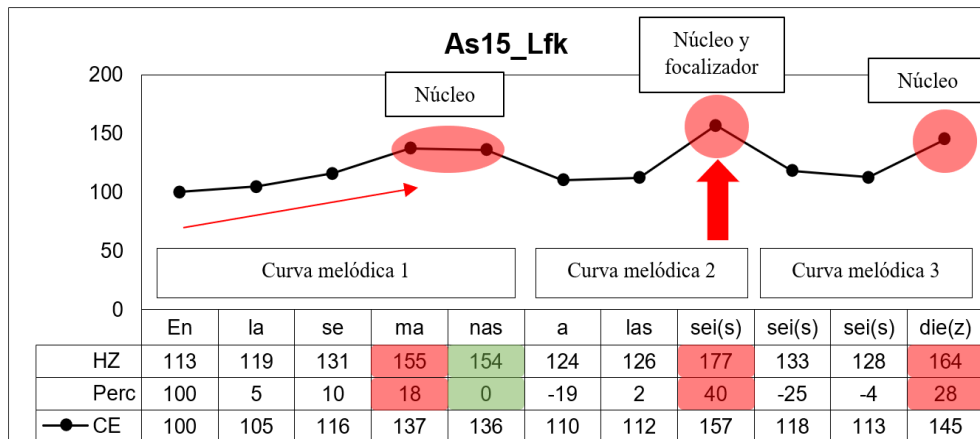 As15_Lfk
Núcleo y
focalizador
Núcleo
Núcleo
200
150
100
50
0
Curva melódica 1
Curva melódica 2
Curva melódica 3
En la se ma nas a las sei(s) sei(s) sei(s) die(z)
HZ 113 119 131 155 154 124 126 177 133 128 164
Perc 100 5 10 18 0 -19 2 40 -25 -4 28
CE 100 105 116 137 136 110 112 157 118 113 145